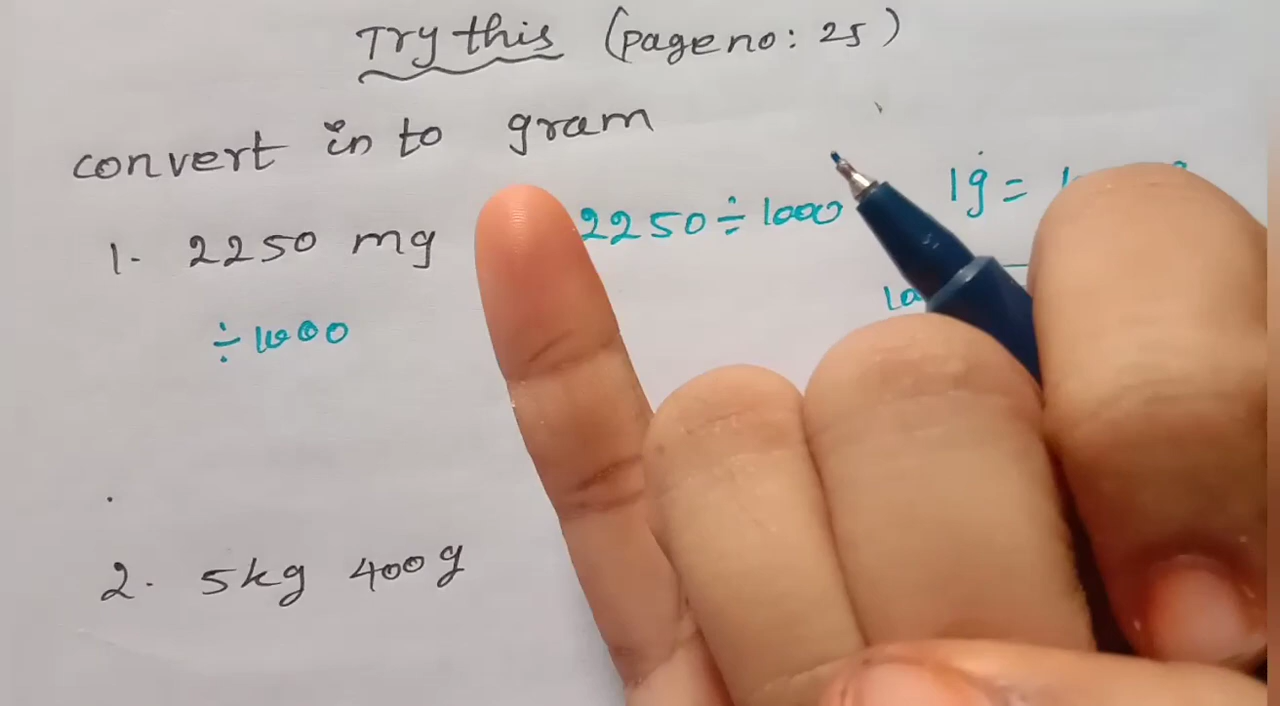 Try this (page no: 25)
convert in to gram
1. 2250 mg 2250 ÷ 1000 1g =
÷ 1000
2. 5kg 400g